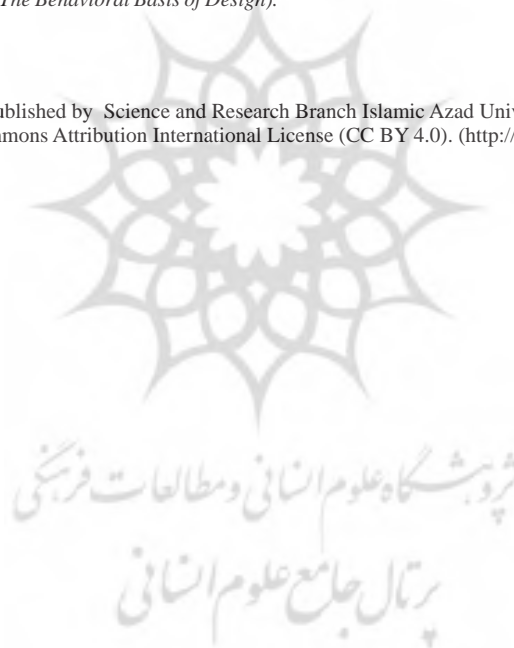 The Behavioral Basis of Design).
ublished by Science and Research Branch Islamic Azad Univ
mmons Attribution International License (CC BY 4.0). (http://
پژوهشگاه علوم انسانی و مطالعات فرهنگی
پرتال جامع علوم انسانی